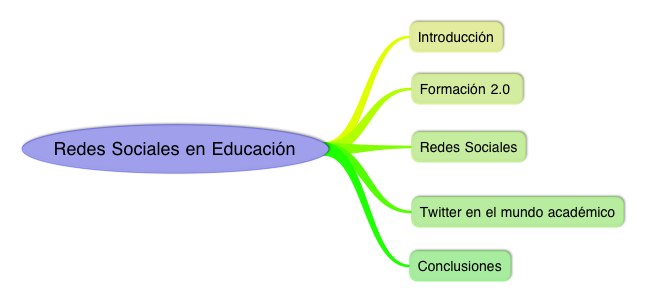 Redes Sociales en Educación
Introducción
Formación 2.0
Redes Sociales
Twitter en el mundo académico
Conclusiones